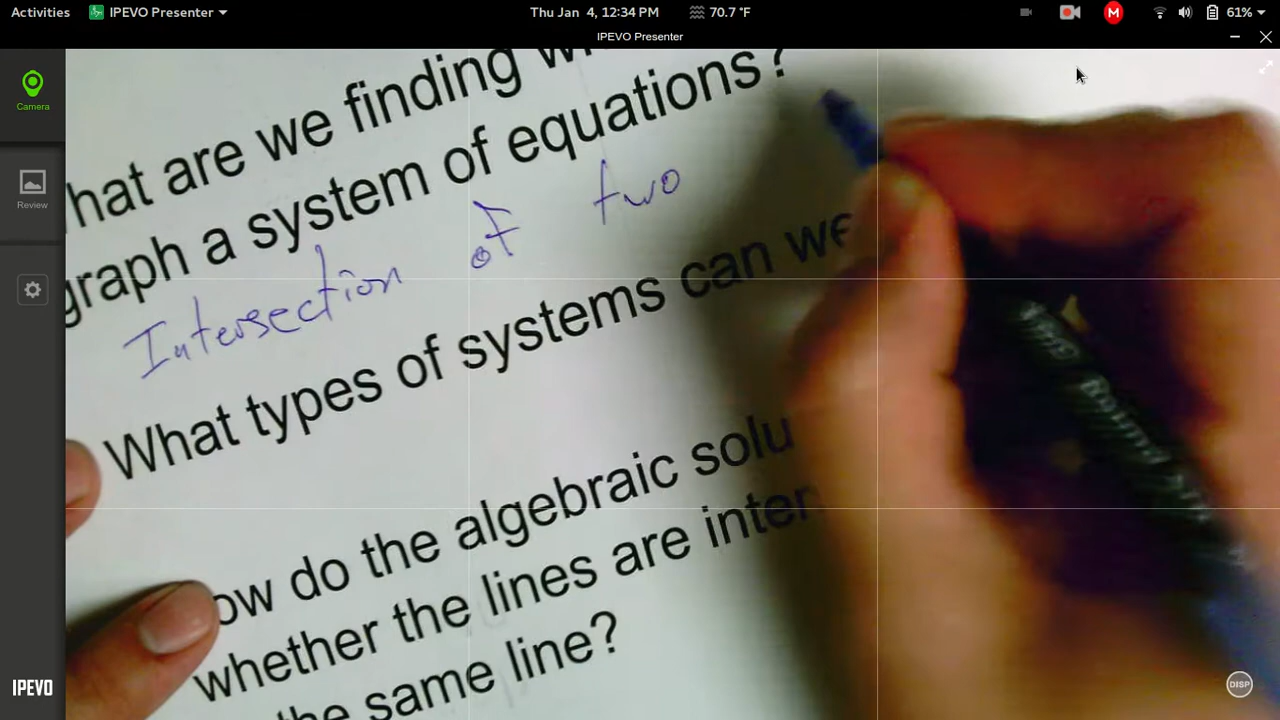 Activities IPEVO Presenter Thu Jan 4, 12:34 PM 70.7 °F M 61%
IPEVO Presenter
Camera
Review
IPEVO
DISP
hat are we finding
graph a system of equations?
Intersection of two
What types of systems can we
ow do the algebraic solu
whether the lines are inter
the same line?